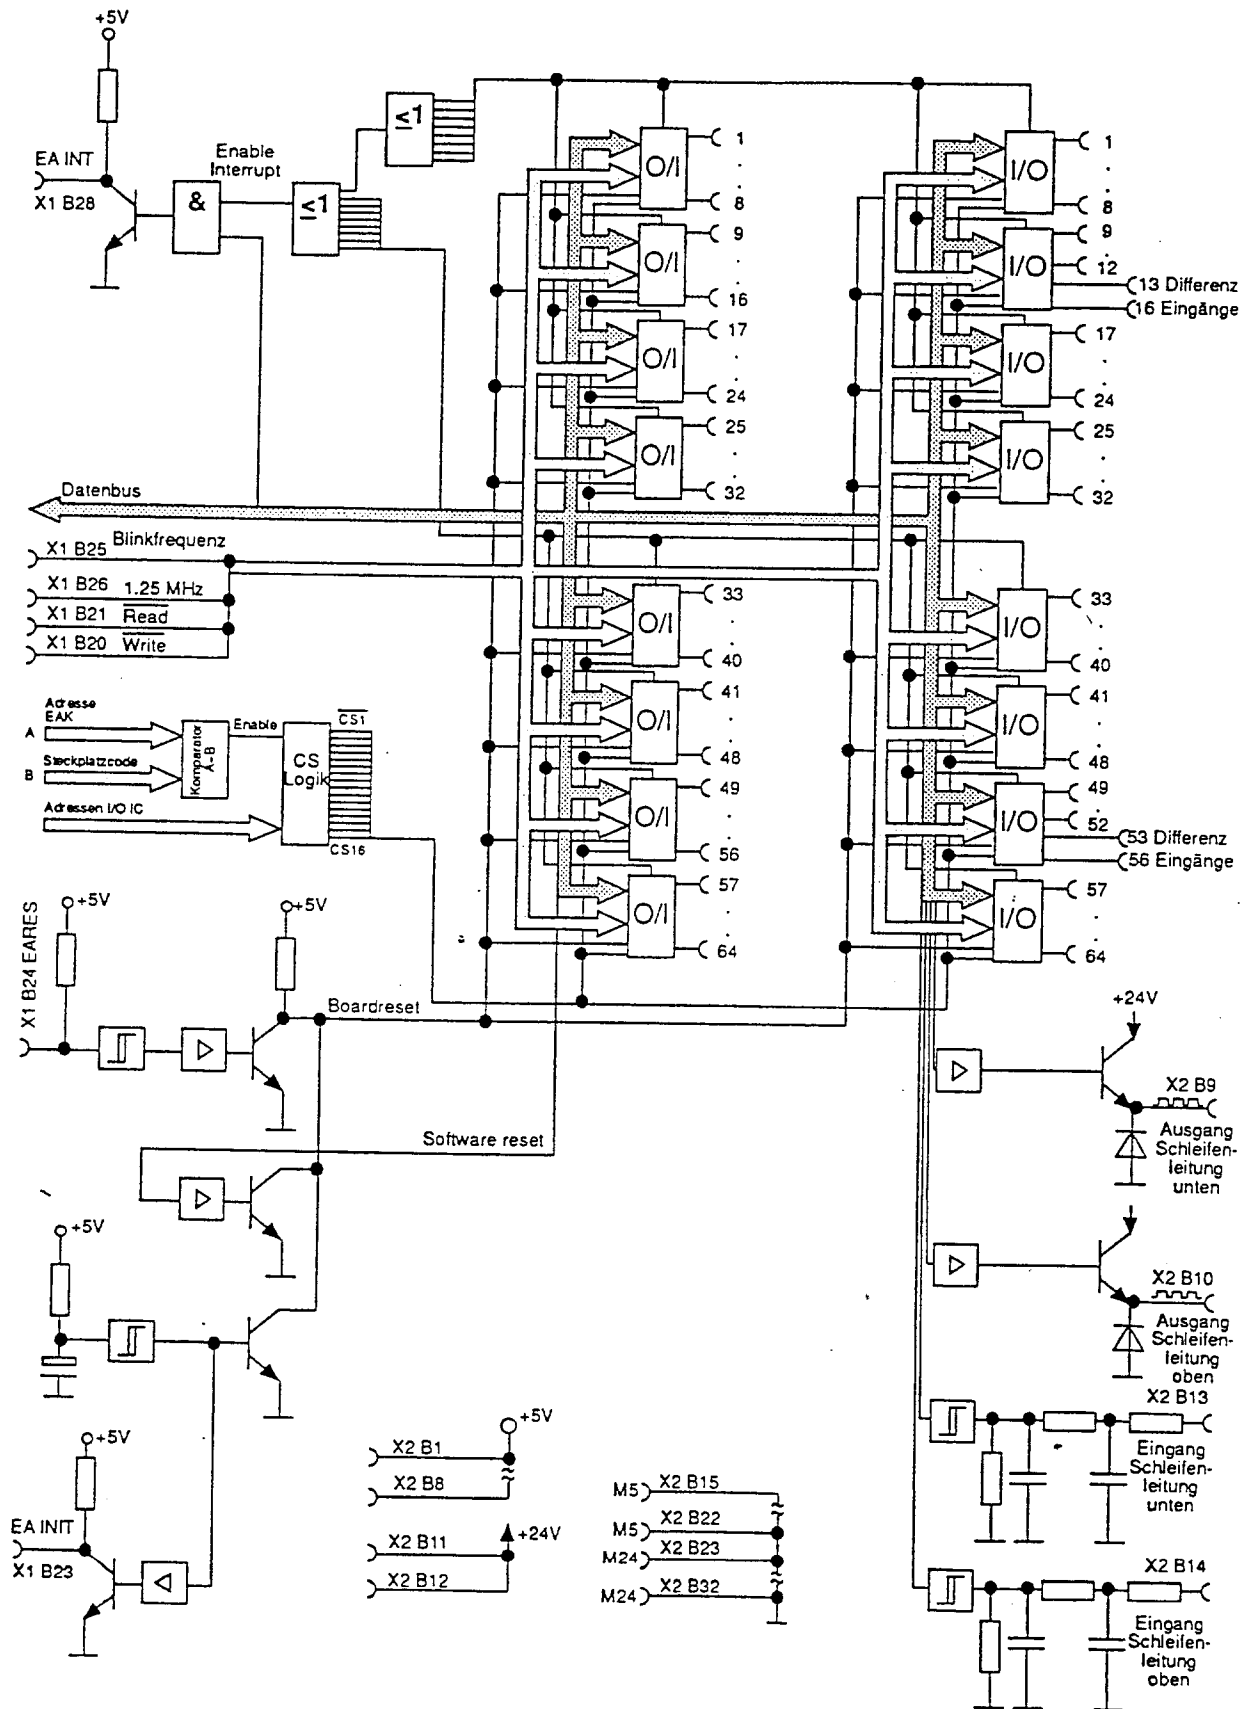 +5V
EA INT
X1 B28
&
Enable
Interrupt
≤1
≤1
O/I
1
8
O/I
9
16
O/I
17
24
O/I
25
32
I/O
1
8
I/O
9
12
13 Differenz
16 Eingänge
I/O
17
24
I/O
25
32
Datenbus
Blinkfrequenz
X1 B25
X1 B26 1.25 MHz
X1 B21 Read
X1 B20 Write
O/I
33
40
O/I
41
48
O/I
49
56
O/I
57
64
I/O
33
40
I/O
41
48
I/O
49
52
53 Differenz
56 Eingänge
I/O
57
64
Adresse
EAK
A
Steckplatzcode
B
Komparator
A-B
Enable
CS
Logik
CS1
CS16
Adressen I/O IC
+5V
X1 B24 EARES
+5V
Boardreset
Software reset
+5V
+5V
EA INIT
X1 B23
X2 B1
+5V
X2 B8
X2 B11
+24V
X2 B12
M5 X2 B15
M5 X2 B22
M24 X2 B23
M24 X2 B32
+24V
X2 B9
Ausgang
Schleifen-
leitung
unten
X2 B10
Ausgang
Schleifen-
leitung
oben
X2 B13
Eingang
Schleifen-
leitung
unten
X2 B14
Eingang
Schleifen-
leitung
oben